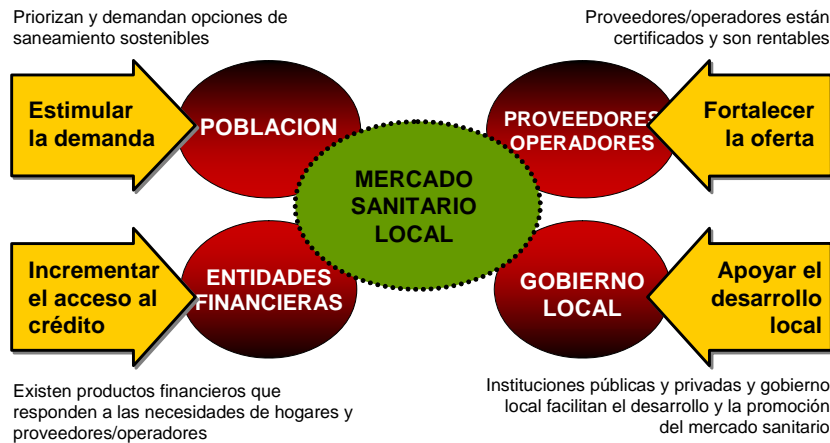 Priorizan y demandan opciones de
saneamiento sostenibles
Proveedores/operadores están
certificados y son rentables
Estimular
la demanda
POBLACION
PROVEEDORES
OPERADORES
Fortalecer
la oferta
MERCADO
SANITARIO
LOCAL
Incrementar
el acceso al
crédito
ENTIDADES
FINANCIERAS
GOBIERNO
LOCAL
Apoyar el
desarrollo
local
Existen productos financieros que
responden a las necesidades de hogares y
proveedores/operadores
Instituciones públicas y privadas y gobierno
local facilitan el desarrollo y la promoción
del mercado sanitario